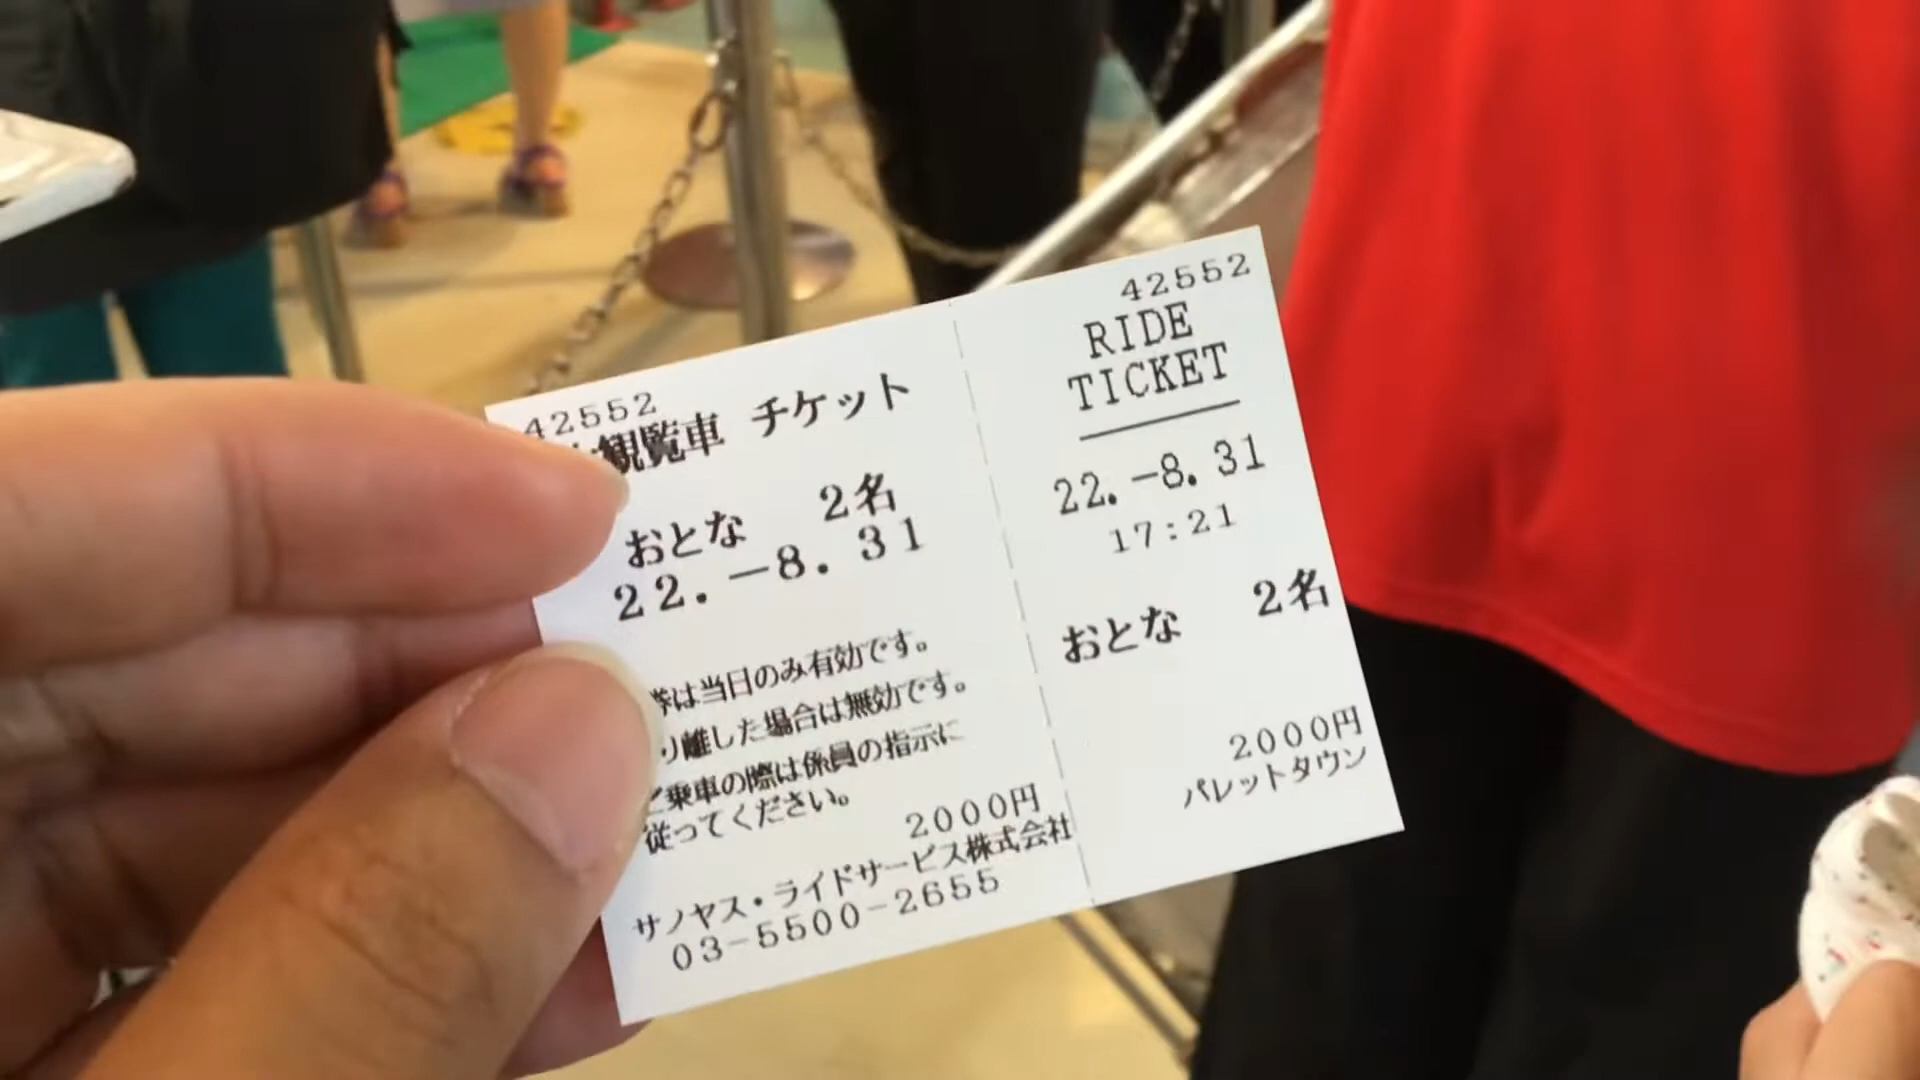 42552
観覧車 チケット
おとな 2名
22.-8.31
券は当日のみ有効です。
り離した場合は無効です。
ご乗車の際は係員の指示に
従ってください。
2000円
サノヤス・ライドサービス株式会社
03-5500-2655
42552
RIDE
TICKET
22.-8.31
17:21
おとな 2名
2000円
パレットタウン